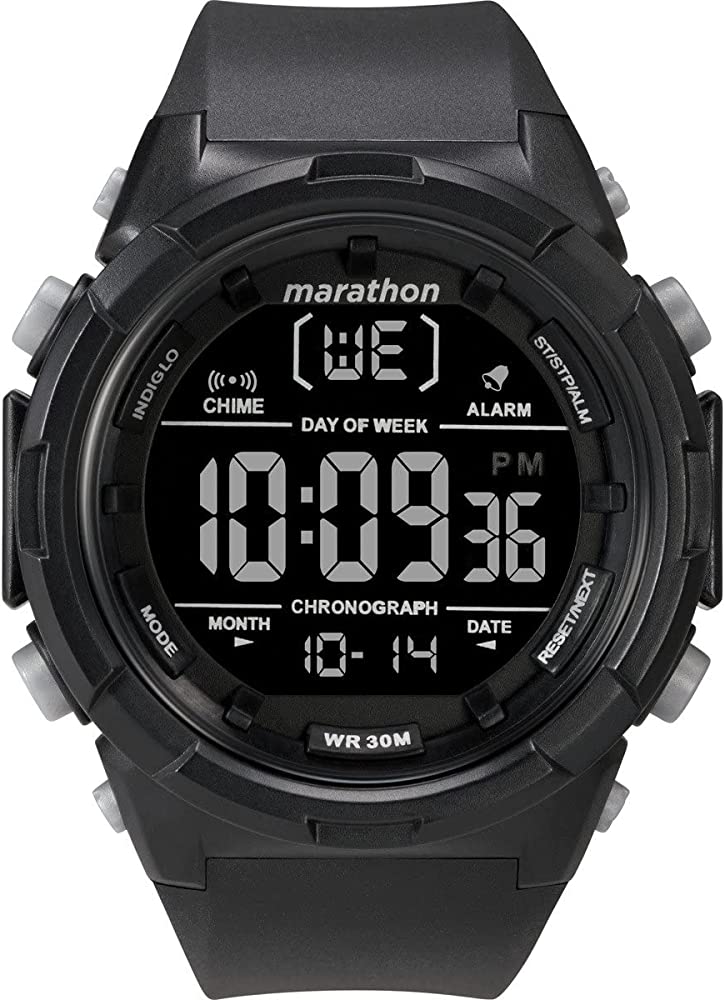 marathon
[WE]
CHIME
ALARM
DAY OF WEEK
INDIGLO
ST/STP/ALM
PM
10:09 36
CHRONOGRAPH
MONTH
DATE
10-14
MODE
RESET/NEXT
WR 30M